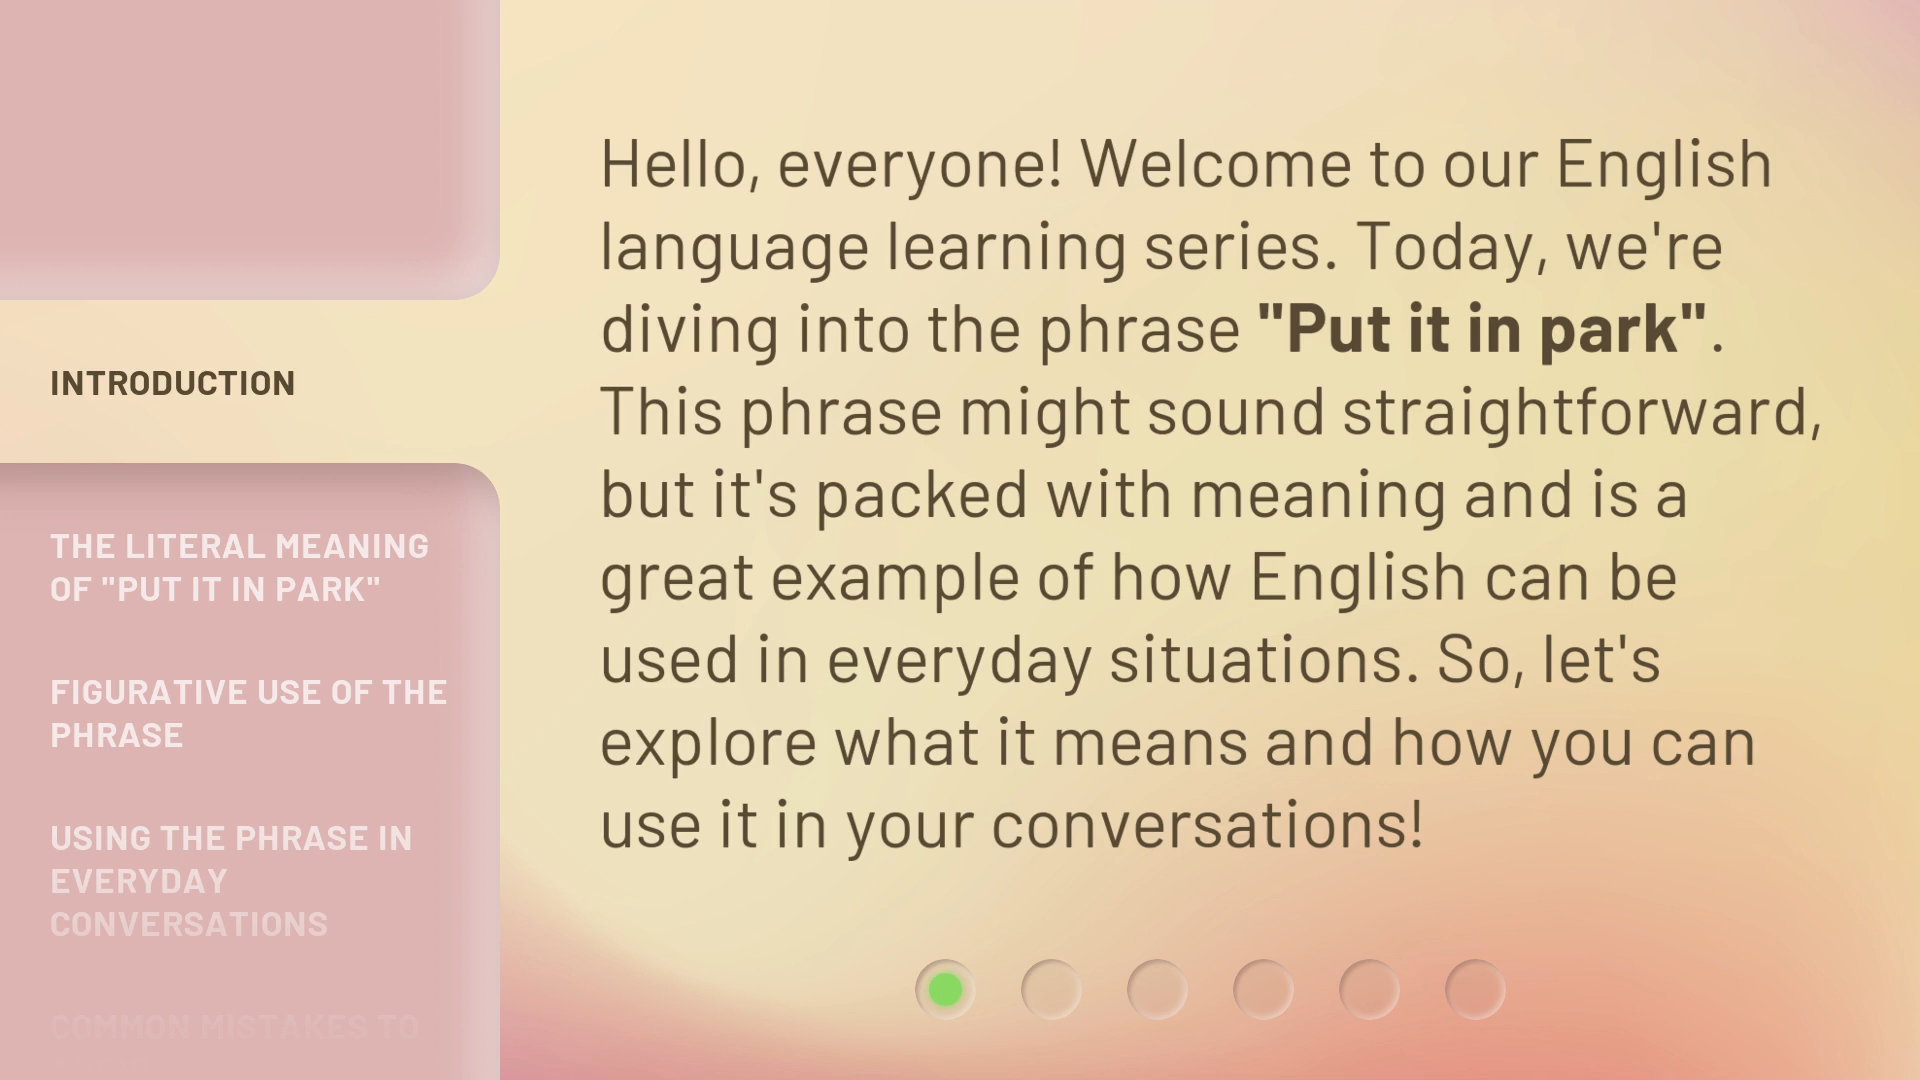 INTRODUCTION
THE LITERAL MEANING
OF "PUT IT IN PARK"
FIGURATIVE USE OF THE
PHRASE
USING THE PHRASE IN
EVERYDAY
CONVERSATIONS
COMMON MISTAKES TO
Hello, everyone! Welcome to our English
language learning series. Today, we're
diving into the phrase "Put it in park".
This phrase might sound straightforward,
but it's packed with meaning and is a
great example of how English can be
used in everyday situations. So, let's
explore what it means and how you can
use it in your conversations!